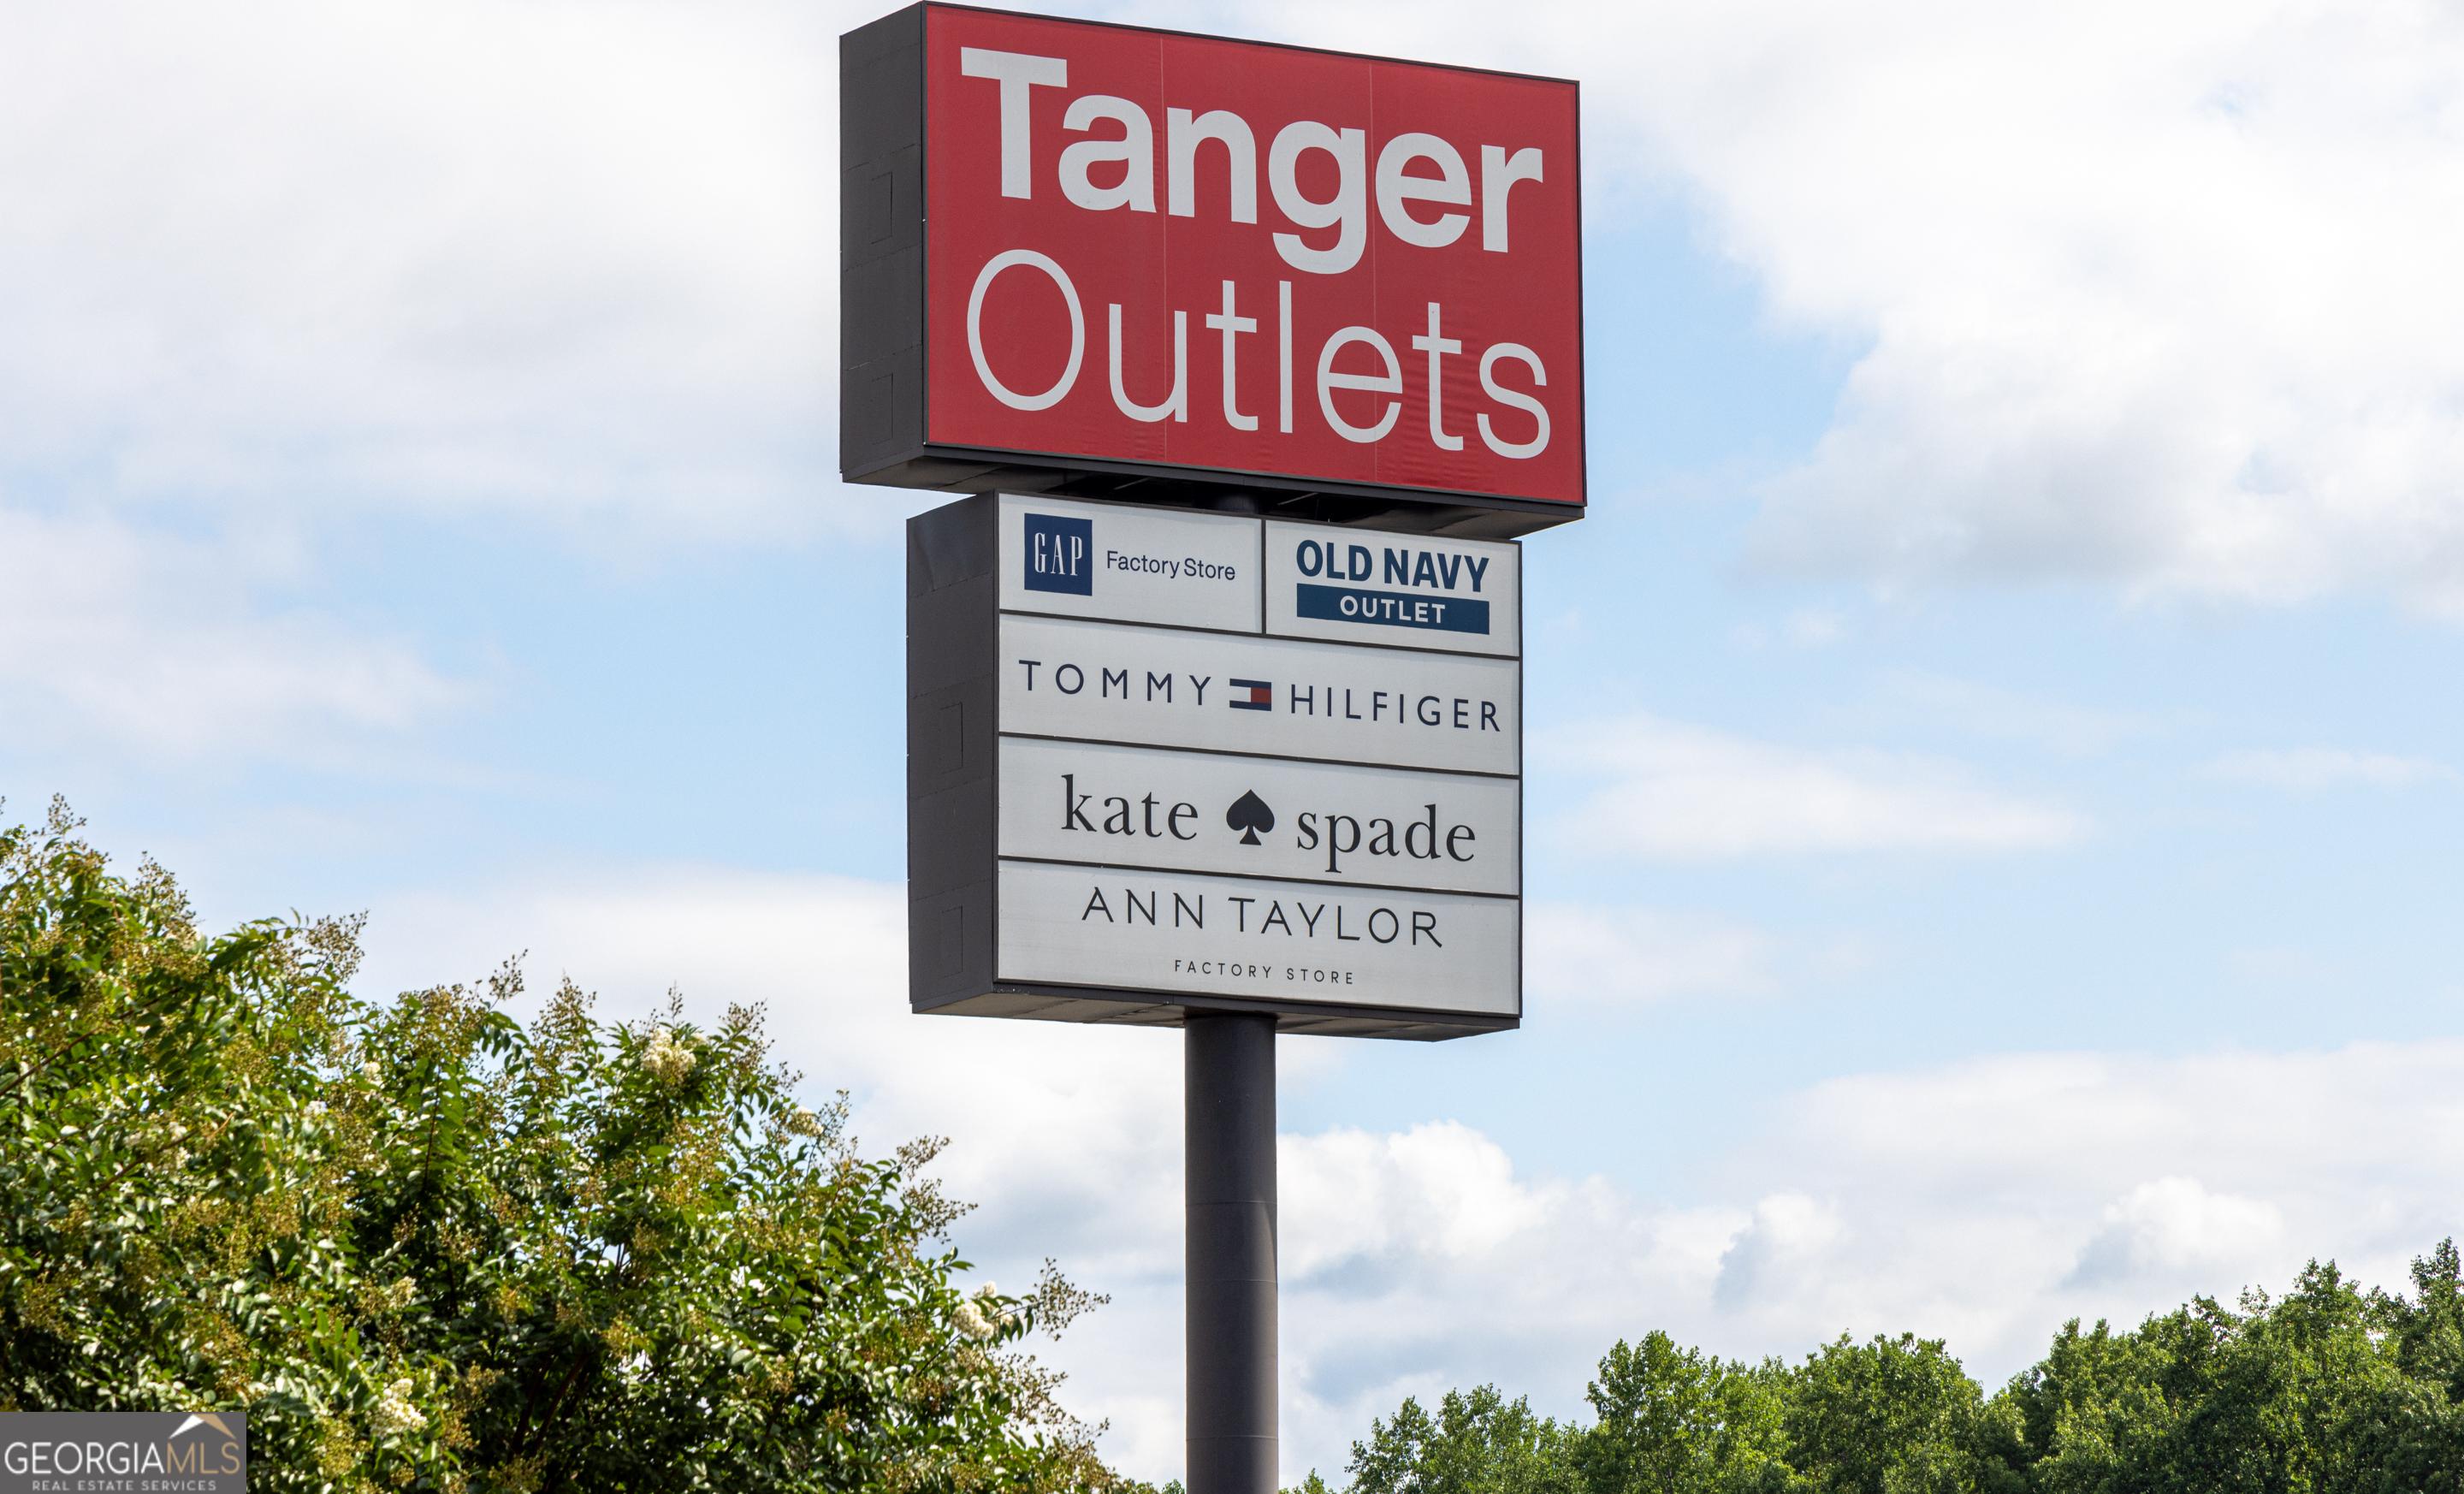 Tanger
Outlets
GAP Factory Store
OLD NAVY
OUTLET
TOMMY HILFIGER
kate spade
ANN TAYLOR
FACTORY STORE
GEORGIAMLS
REAL ESTATE SERVICES